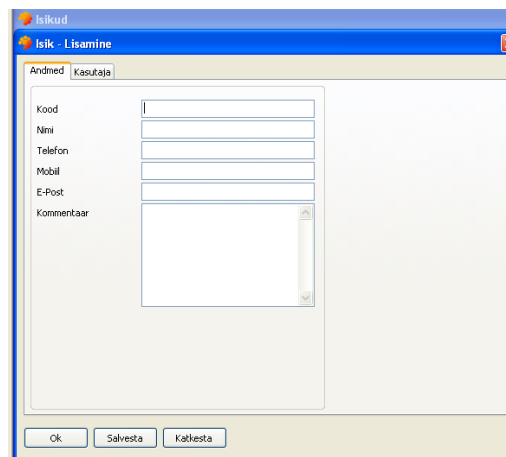 Isikud
Isik - Lisamine
Andmed Kasutaja
Kood
Nimi
Telefon
Mobiil
E-Post
Kommentaar
Ok Salvesta Katkesta